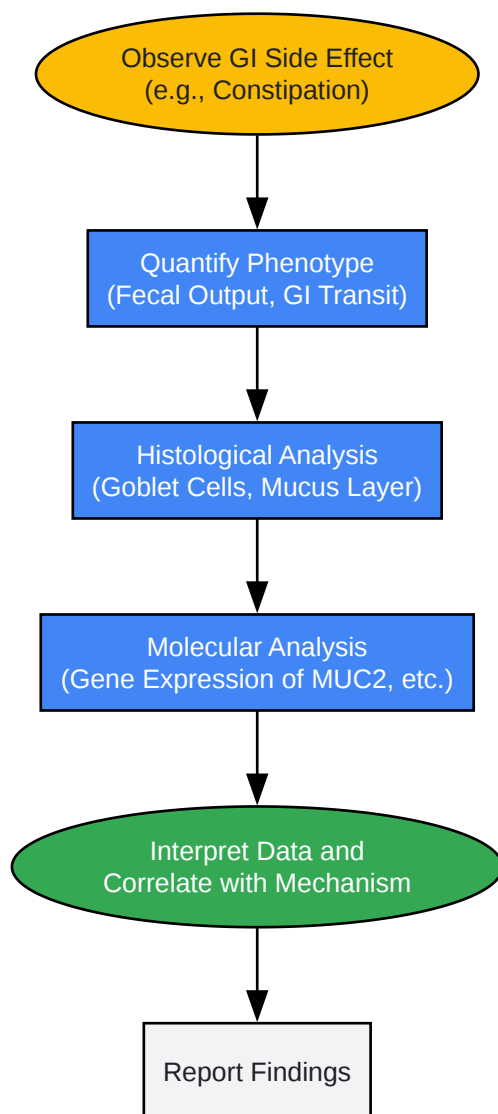 Observe GI Side Effect
(e.g., Constipation)
Quantify Phenotype
(Fecal Output, GI Transit)
Histological Analysis
(Goblet Cells, Mucus Layer)
Molecular Analysis
(Gene Expression of MUC2, etc.)
Interpret Data and
Correlate with Mechanism
Report Findings